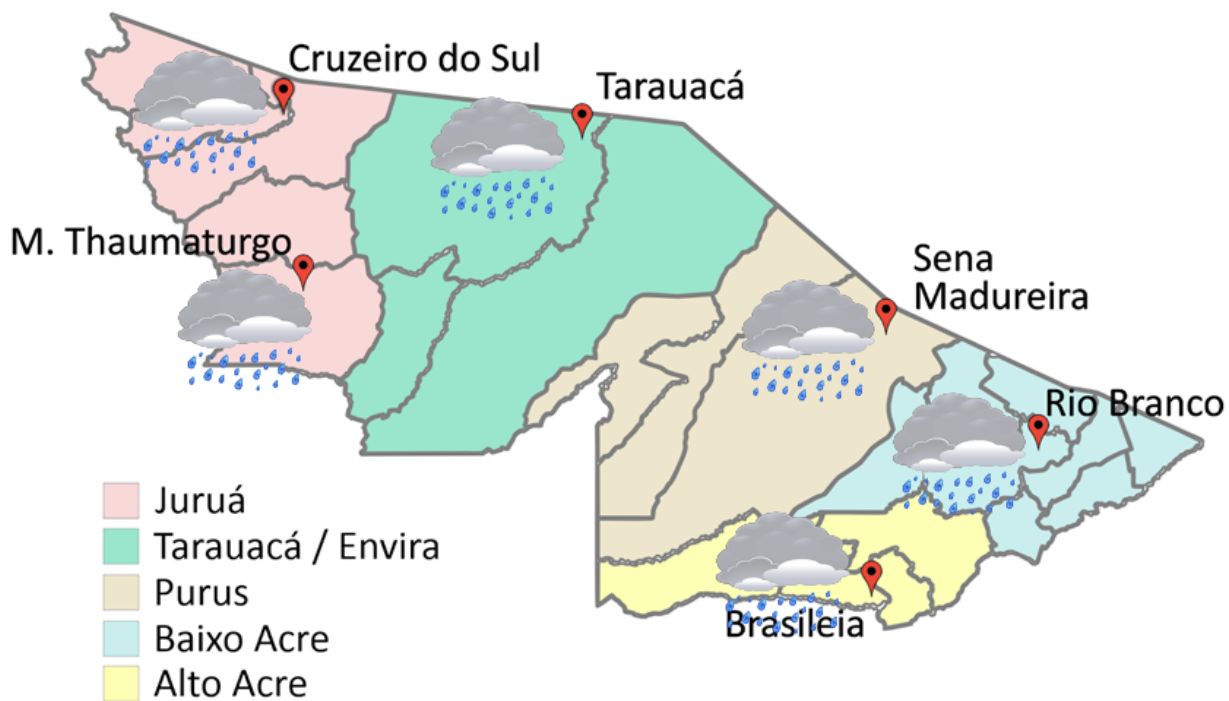 Cruzeiro do Sul
Tarauacá
M. Thaumaturgo
Sena
Madureira
Rio Branco
Brasileia
Juruá
Tarauacá / Envira
Purus
Baixo Acre
Alto Acre